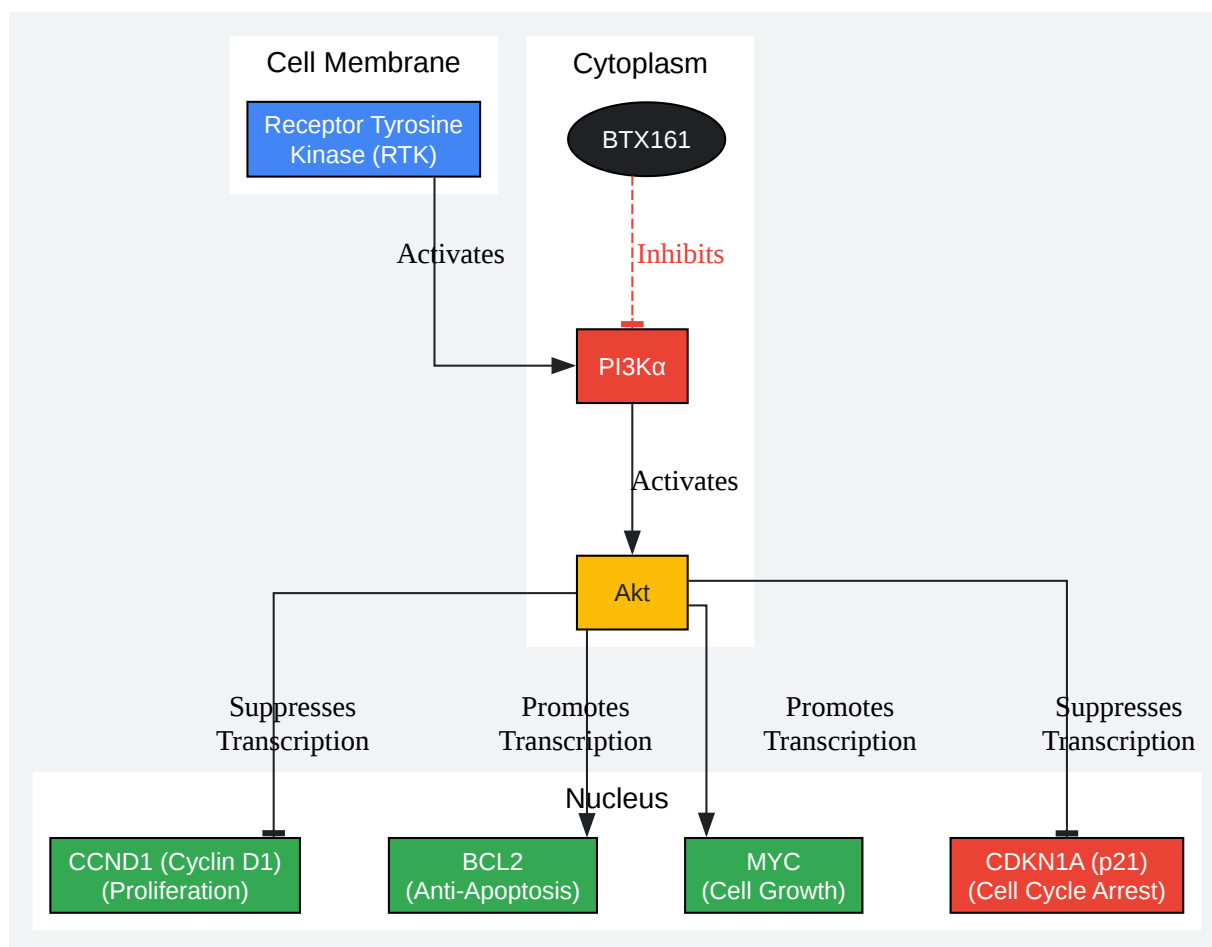 Cell Membrane
Cytoplasm
Receptor Tyrosine
Kinase (RTK)
BTX161
Activates
Inhibits
PI3Kα
Activates
Akt
Suppresses
Transcription
Promotes
Transcription
Promotes
Transcription
Suppresses
Transcription
Nucleus
CCND1 (Cyclin D1)
(Proliferation)
BCL2
(Anti-Apoptosis)
MYC
(Cell Growth)
CDKN1A (p21)
(Cell Cycle Arrest)